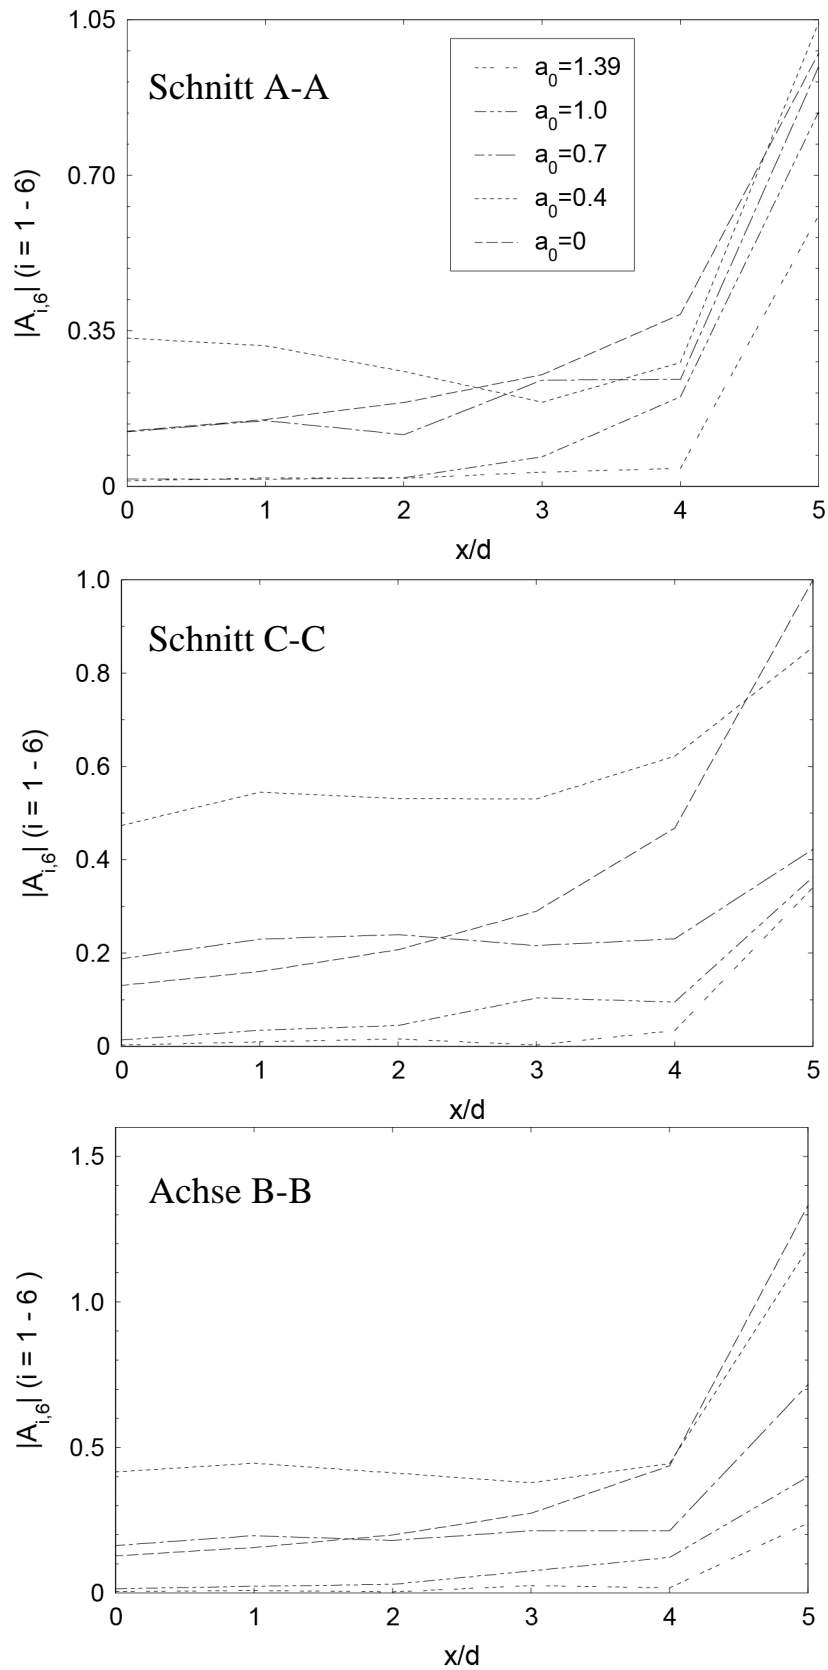 1.05
Schnitt A-A
a0=1.39
a0=1.0
0.70
a0=0.7
a0=0.4
a0=0
|Ai,6| (i = 1 - 6)
0.35
0
0 1 2 3 4 5
x/d
1.0
Schnitt C-C
0.8
0.6
|Ai,6| (i = 1 - 6)
0.4
0.2
0
0 1 2 3 4 5
x/d
1.5
Achse B-B
|Ai,6| (i = 1 - 6 )
1.0
0.5
0
0 1 2 3 4 5
x/d